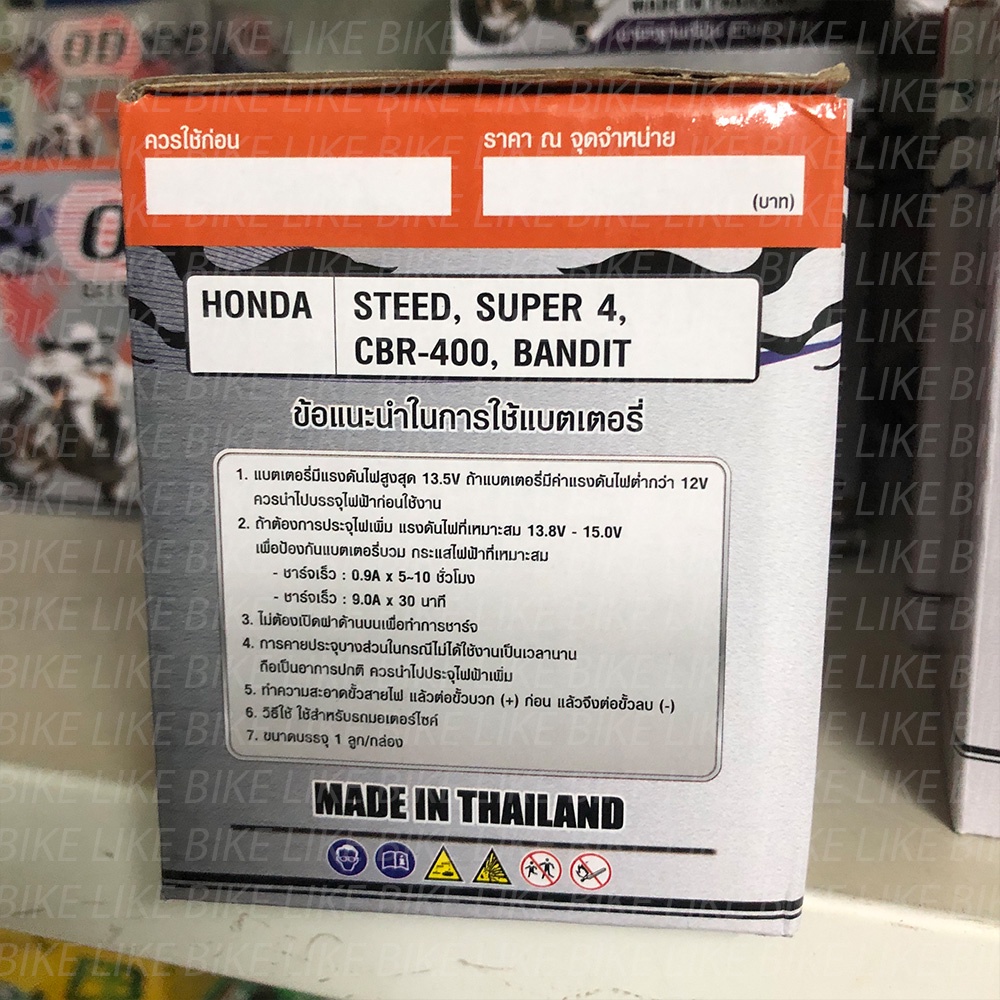 MADE IN THAILAND
ควรใช้ก่อน
ราคา ณ จุดจำหน่าย
(บาท)
HONDA
STEED, SUPER 4,
CBR-400, BANDIT
ข้อแนะนำในการใช้แบตเตอรี่
1. แบตเตอรี่มีแรงดันไฟสูงสุด 13.5V ถ้าแบตเตอรี่มีค่าแรงดันไฟต่ำกว่า 12V
ควรนำไปบรรจุไฟฟ้าก่อนใช้งาน
2. ถ้าต้องการประจุไฟเพิ่ม แรงดันไฟที่เหมาะสม 13.8V - 15.0V
เพื่อป้องกันแบตเตอรี่บวม กระแสไฟฟ้าที่เหมาะสม
- ชาร์จเร็ว : 0.9A x 5~10 ชั่วโมง
- ชาร์จเร็ว : 9.0A x 30 นาที
3. ไม่ต้องเปิดฝาด้านบนเพื่อทำการชาร์จ
4. การคายประจุบางส่วนในกรณีไม่ได้ใช้งานเป็นเวลานาน
ถือเป็นอาการปกติ ควรนำไปประจุไฟฟ้าเพิ่ม
5. ทำความสะอาดขั้วสายไฟ แล้วต่อขั้วบวก (+) ก่อน แล้วจึงต่อขั้วลบ (-)
6. วิธีใช้ ใช้สำหรับรถมอเตอร์ไซค์
7. ขนาดบรรจุ 1 ลูก/กล่อง
MADE IN THAILAND
BIKE LIKE BIKE LIKE BIKE LIKE BIKE LIKE BIKE LIKE BIKE